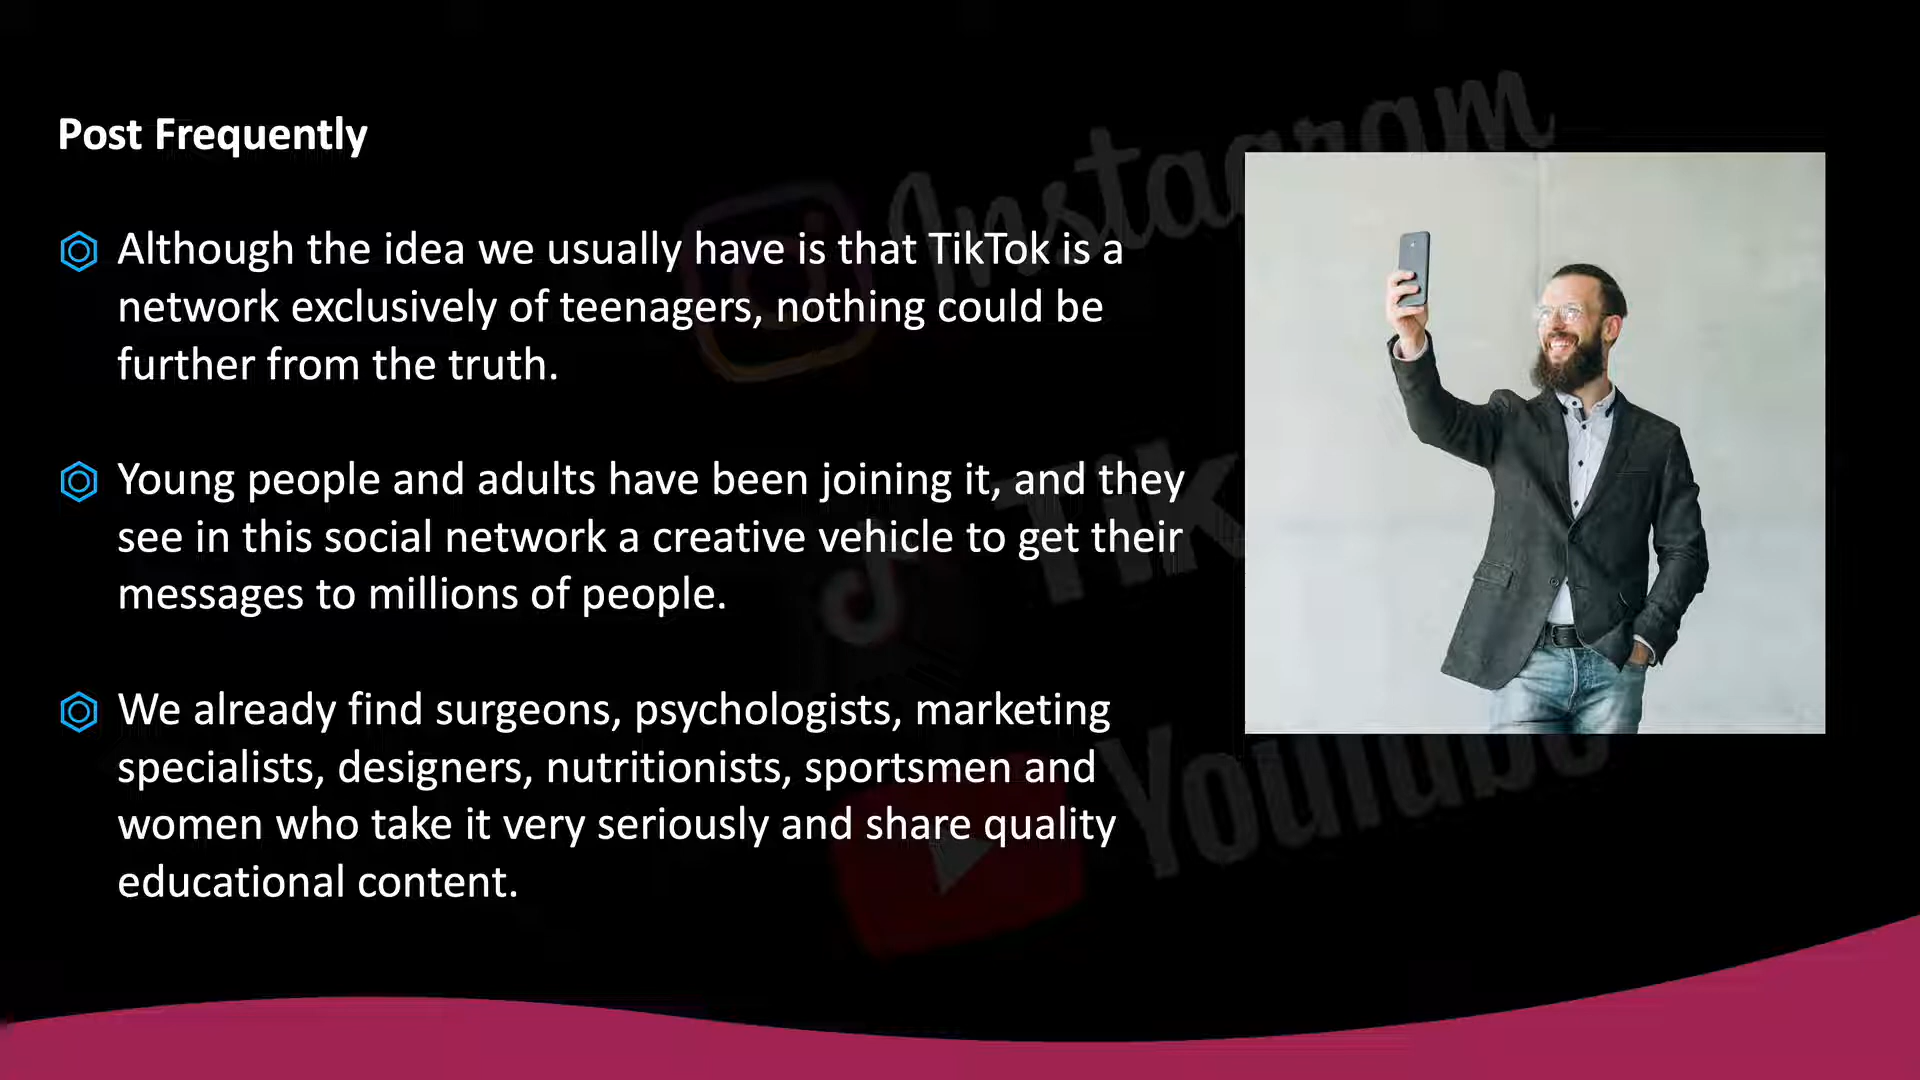 Post Frequently
Although the idea we usually have is that TikTok is a
network exclusively of teenagers, nothing could be
further from the truth.
Young people and adults have been joining it, and they
see in this social network a creative vehicle to get their
messages to millions of people.
We already find surgeons, psychologists, marketing
specialists, designers, nutritionists, sportsmen and
women who take it very seriously and share quality
educational content.
Instagram
Tik
Youtube